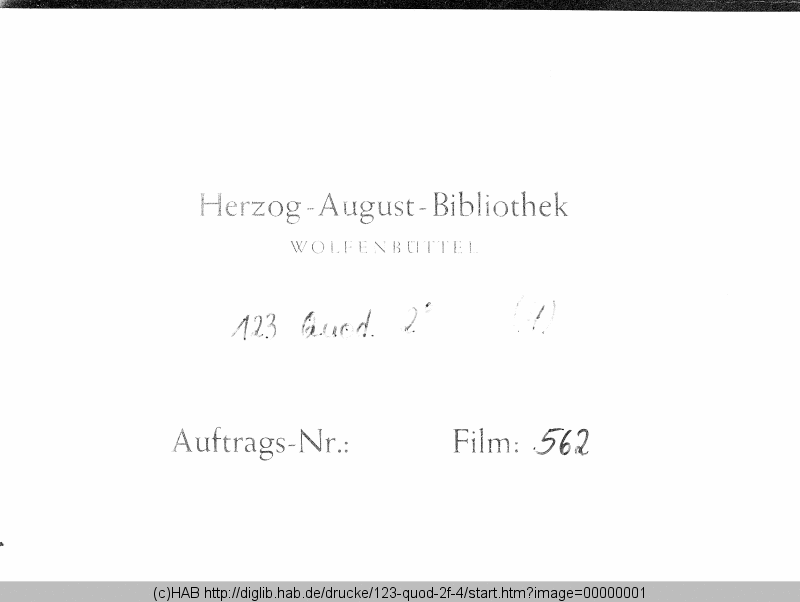 Herzog-August-Bibliothek
WOLFENBÜTTEL
123 Quod. 2° (1)
Auftrags-Nr.: Film: 562
(c)HAB http://diglib.hab.de/drucke/123-quod-2f-4/start.htm?image=00000001